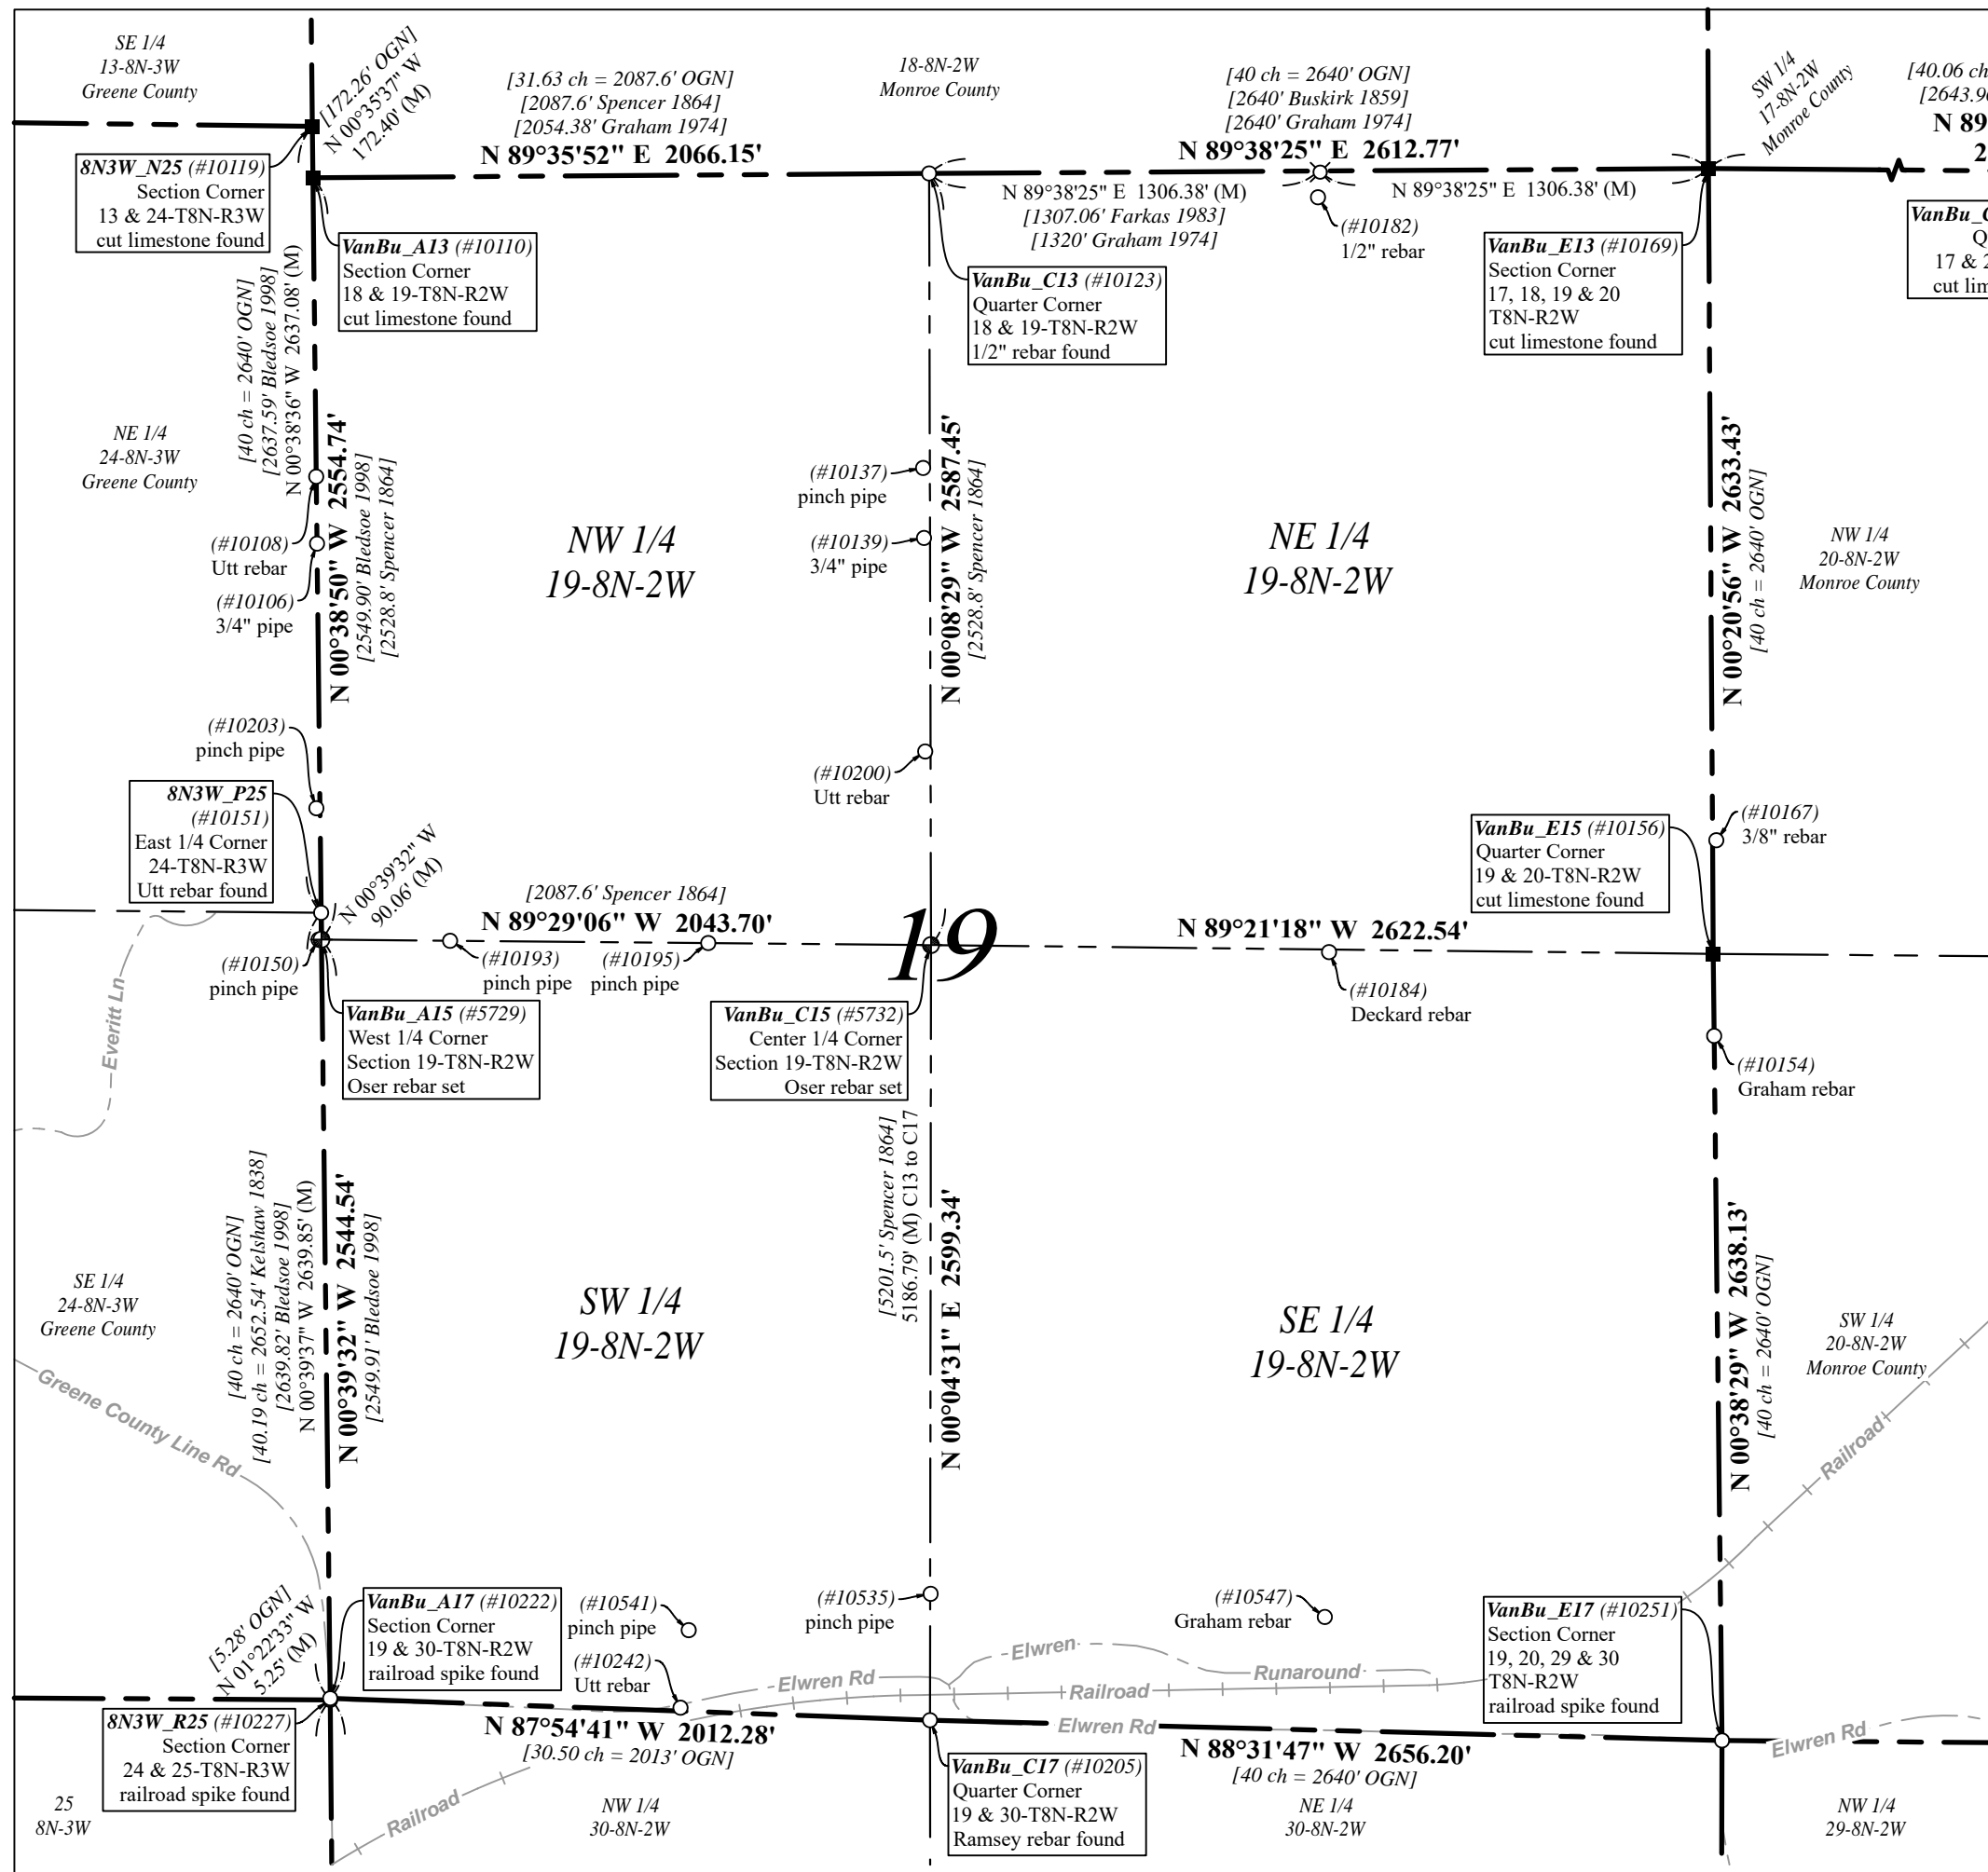 SE 1/4
13-8N-3W
Greene County
[172.26' OGN]
N 00°35'37" W
172.40' (M)
[31.63 ch = 2087.6' OGN]
[2087.6' Spencer 1864]
[2054.38' Graham 1974]
N 89°35'52" E 2066.15'
18-8N-2W
Monroe County
[40 ch = 2640' OGN]
[2640' Buskirk 1859]
[2640' Graham 1974]
N 89°38'25" E 2612.77'
SW 1/4
17-8N-2W
Monroe County
[40.06 ch
[2643.9
N 89
2
8N3W_N25 (#10119)
Section Corner
13 & 24-T8N-R3W
cut limestone found
VanBu_A13 (#10110)
Section Corner
18 & 19-T8N-R2W
cut limestone found
N 89°38'25" E 1306.38' (M)
[1307.06' Farkas 1983]
[1320' Graham 1974]
N 89°38'25" E 1306.38' (M)
(#10182)
1/2" rebar
VanBu_C13 (#10123)
Quarter Corner
18 & 19-T8N-R2W
1/2" rebar found
VanBu_E13 (#10169)
Section Corner
17, 18, 19 & 20
T8N-R2W
cut limestone found
VanBu_
Q
17 & 2
cut lim
[40 ch = 2640' OGN]
[2637.59' Bledsoe 1998]
N 00°38'36" W 2637.08' (M)
N 00°38'50" W 2554.74'
[2549.90' Bledsoe 1998]
[2528.8' Spencer 1864]
NE 1/4
24-8N-3W
Greene County
(#10108)
Utt rebar
(#10106)
3/4" pipe
NW 1/4
19-8N-2W
(#10137)
pinch pipe
(#10139)
3/4" pipe
N 00°08'29" W 2587.45'
[2528.8' Spencer 1864]
NE 1/4
19-8N-2W
N 00°20'56" W 2633.43'
[40 ch = 2640' OGN]
NW 1/4
20-8N-2W
Monroe County
(#10203)
pinch pipe
(#10200)
Utt rebar
8N3W_P25
(#10151)
East 1/4 Corner
24-T8N-R3W
Utt rebar found
N 00°39'32" W
90.06' (M)
[2087.6' Spencer 1864]
N 89°29'06" W 2043.70'
19
N 89°21'18" W 2622.54'
VanBu_E15 (#10156)
Quarter Corner
19 & 20-T8N-R2W
cut limestone found
(#10167)
3/8" rebar
(#10150)
pinch pipe
(#10193)
pinch pipe
(#10195)
pinch pipe
(#10184)
Deckard rebar
VanBu_A15 (#5729)
West 1/4 Corner
Section 19-T8N-R2W
Oser rebar set
VanBu_C15 (#5732)
Center 1/4 Corner
Section 19-T8N-R2W
Oser rebar set
(#10154)
Graham rebar
Everitt Ln
[40 ch = 2640' OGN]
[40.19 ch = 2652.54' Kelshaw 1838]
[2639.82' Bledsoe 1998]
N 00°39'37" W 2639.85' (M)
N 00°39'32" W 2544.54'
[2549.91' Bledsoe 1998]
[5201.5' Spencer 1864]
5186.79' (M) C13 to C17
N 00°04'31" E 2599.34'
SE 1/4
24-8N-3W
Greene County
SW 1/4
19-8N-2W
SE 1/4
19-8N-2W
N 00°38'29" W 2638.13'
[40 ch = 2640' OGN]
SW 1/4
20-8N-2W
Monroe County
Greene County Line Rd
Railroad
[5.28' OGN]
N 01°22'33" W
5.25' (M)
VanBu_A17 (#10222)
Section Corner
19 & 30-T8N-R2W
railroad spike found
(#10541)
pinch pipe
(#10242)
Utt rebar
(#10535)
pinch pipe
(#10547)
Graham rebar
VanBu_E17 (#10251)
Section Corner
19, 20, 29 & 30
T8N-R2W
railroad spike found
Elwren Rd
Elwren
Runaround
Railroad
Elwren Rd
Elwren Rd
8N3W_R25 (#10227)
Section Corner
24 & 25-T8N-R3W
railroad spike found
N 87°54'41" W 2012.28'
[30.50 ch = 2013' OGN]
N 88°31'47" W 2656.20'
[40 ch = 2640' OGN]
VanBu_C17 (#10205)
Quarter Corner
19 & 30-T8N-R2W
Ramsey rebar found
25
8N-3W
Railroad
NW 1/4
30-8N-2W
NE 1/4
30-8N-2W
NW 1/4
29-8N-2W